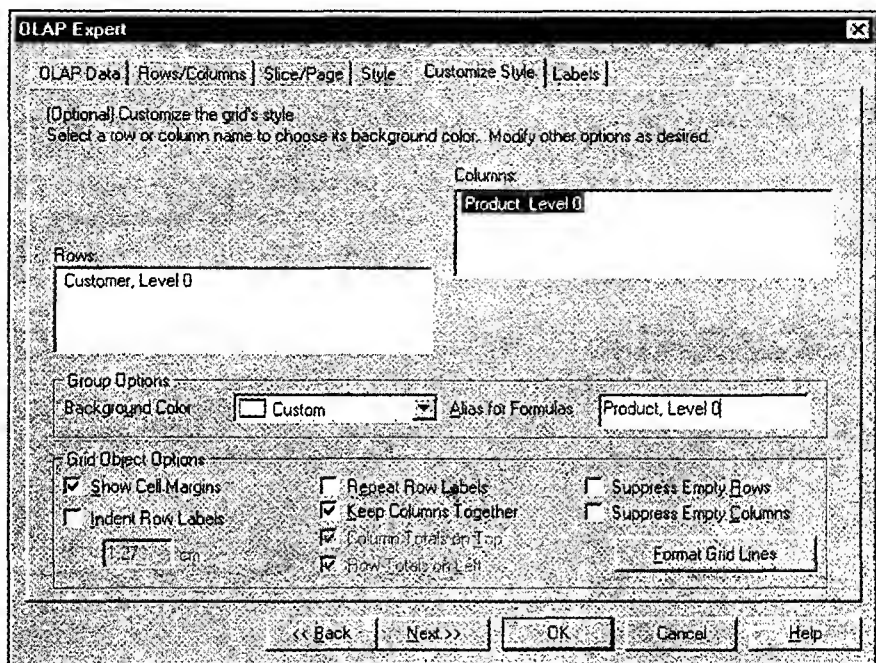 OLAP Expert
OLAP Data Rows/Columns Slice/Page Style Customize Style Labels
(Optional) Customize the grid's style
Select a row or column name to choose its background color. Modify other options as desired.
Columns:
Product, Level 0
Rows:
Customer, Level 0
Group Options
Background Color Custom Alias for Formulas Product, Level 0
Grid Object Options
Show Cell Margins Repeat Row Labels Suppress Empty Rows
Indent Row Labels Keep Columns Together Suppress Empty Columns
1.27 cm Column Totals on Top Format Grid Lines
Row Totals on Left
<< Back Next >> OK Cancel Help